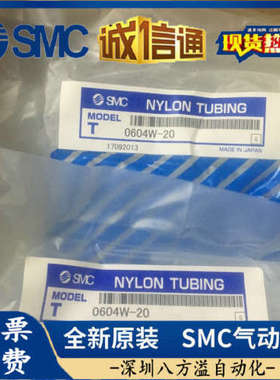 SMC
诚信通
现货热
SMC
NYLON TUBING
MODEL
T
0604W-20
17092013
MADE IN JAPAN
SMC
NYLON TUBING
MODEL
T
0604W-20
票
费
全新原装 SMC气动
-深圳八方溢自动化-